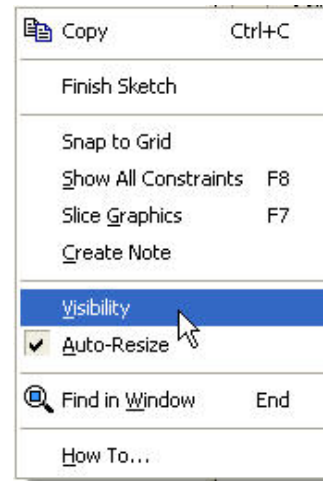 Copy Ctrl+C
Finish Sketch
Snap to Grid
Show All Constraints F8
Slice Graphics F7
Create Note
Visibility
Auto-Resize
Find in Window End
How To...